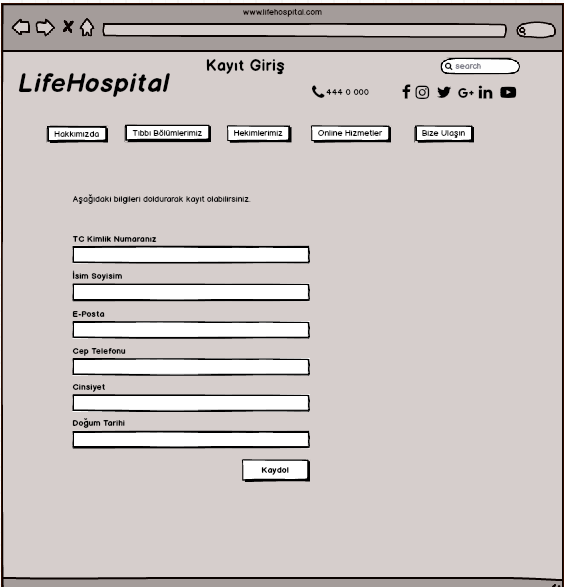 www.lifehospital.com
Kayıt Giriş
search
LifeHospital
444 0 000
Hakkımızda
Tıbbı Bölümlerimiz
Hekimlerimiz
Online Hizmetler
Bize Ulaşın
Aşağıdaki bilgileri doldurarak kayıt olabilirsiniz.
TC Kimlik Numaranız
İsim Soyisim
E-Posta
Cep Telefonu
Cinsiyet
Doğum Tarihi
Kaydol